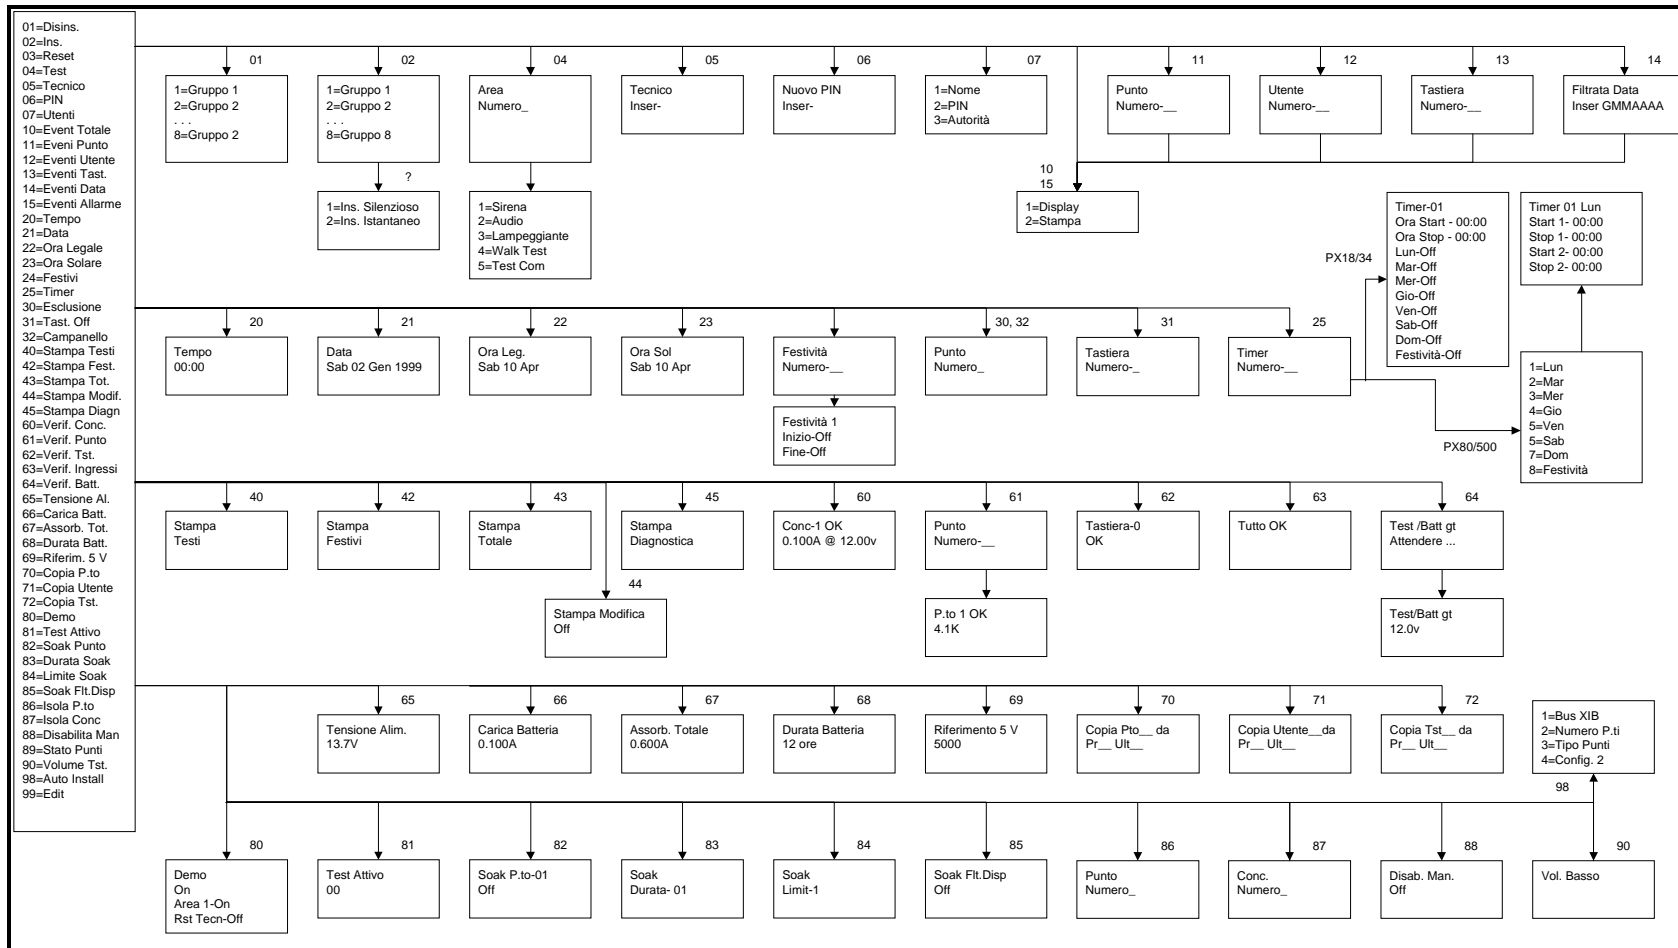 01=Disins.
02=Ins.
03=Reset
04=Test
05=Tecnico
06=PIN
07=Utenti
10=Event Totale
11=Eveni Punto
12=Eventi Utente
13=Eventi Tast.
14=Eventi Data
15=Eventi Allarme
20=Tempo
21=Data
22=Ora Legale
23=Ora Solare
24=Festivi
25=Timer
30=Esclusione
31=Tast. Off
32=Campanello
40=Stampa Testi
42=Stampa Fest.
43=Stampa Tot.
44=Stampa Modif.
45=Stampa Diagn
60=Verif. Conc.
61=Verif. Punto
62=Verif. Tst.
63=Verif. Ingressi
64=Verif. Batt.
65=Tensione Al.
66=Carica Batt.
67=Assorb. Tot.
68=Durata Batt.
69=Riferim. 5 V
70=Copia P.to
71=Copia Utente
72=Copia Tst.
80=Demo
81=Test Attivo
82=Soak Punto
83=Durata Soak
84=Limite Soak
85=Soak Flt.Disp
86=Isola P.to
87=Isola Conc
88=Disabilita Man
89=Stato Punti
90=Volume Tst.
98=Auto Install
99=Edit
01
1=Gruppo 1
2=Gruppo 2
. . .
8=Gruppo 2
02
1=Gruppo 1
2=Gruppo 2
. . .
8=Gruppo 8
?
1=Ins. Silenzioso
2=Ins. Istantaneo
04
Area
Numero_
1=Sirena
2=Audio
3=Lampeggiante
4=Walk Test
5=Test Com
05
Tecnico
Inser-
06
Nuovo PIN
Inser-
07
1=Nome
2=PIN
3=Autorità
11
Punto
Numero-__
12
Utente
Numero-__
13
Tastiera
Numero-__
14
Filtrata Data
Inser GMMAAAA
10
15
1=Display
2=Stampa
20
Tempo
00:00
21
Data
Sab 02 Gen 1999
22
Ora Leg.
Sab 10 Apr
23
Ora Sol
Sab 10 Apr
Festività
Numero-__
Festività 1
Inizio-Off
Fine-Off
30, 32
Punto
Numero_
31
Tastiera
Numero-_
25
Timer
Numero-__
PX18/34
Timer-01
Ora Start - 00:00
Ora Stop - 00:00
Lun-Off
Mar-Off
Mer-Off
Gio-Off
Ven-Off
Sab-Off
Dom-Off
Festività-Off
PX80/500
1=Lun
2=Mar
3=Mer
4=Gio
5=Ven
5=Sab
7=Dom
8=Festività
Timer 01 Lun
Start 1- 00:00
Stop 1- 00:00
Start 2- 00:00
Stop 2- 00:00
40
Stampa
Testi
42
Stampa
Festivi
43
Stampa
Totale
44
Stampa Modifica
Off
45
Stampa
Diagnostica
60
Conc-1 OK
0.100A @ 12.00v
61
Punto
Numero-__
P.to 1 OK
4.1K
62
Tastiera-0
OK
63
Tutto OK
64
Test /Batt gt
Attendere ...
Test/Batt gt
12.0v
65
Tensione Alim.
13.7V
66
Carica Batteria
0.100A
67
Assorb. Totale
0.600A
68
Durata Batteria
12 ore
69
Riferimento 5 V
5000
70
Copia Pto__ da
Pr__ Ult__
71
Copia Utente__da
Pr__ Ult__
72
Copia Tst__ da
Pr__ Ult__
1=Bus XIB
2=Numero P.ti
3=Tipo Punti
4=Config. 2
98
80
Demo
On
Area 1-On
Rst Tecn-Off
81
Test Attivo
00
82
Soak P.to-01
Off
83
Soak
Durata- 01
84
Soak
Limit-1
85
Soak Flt.Disp
Off
86
Punto
Numero_
87
Conc.
Numero_
88
Disab. Man.
Off
90
Vol. Basso